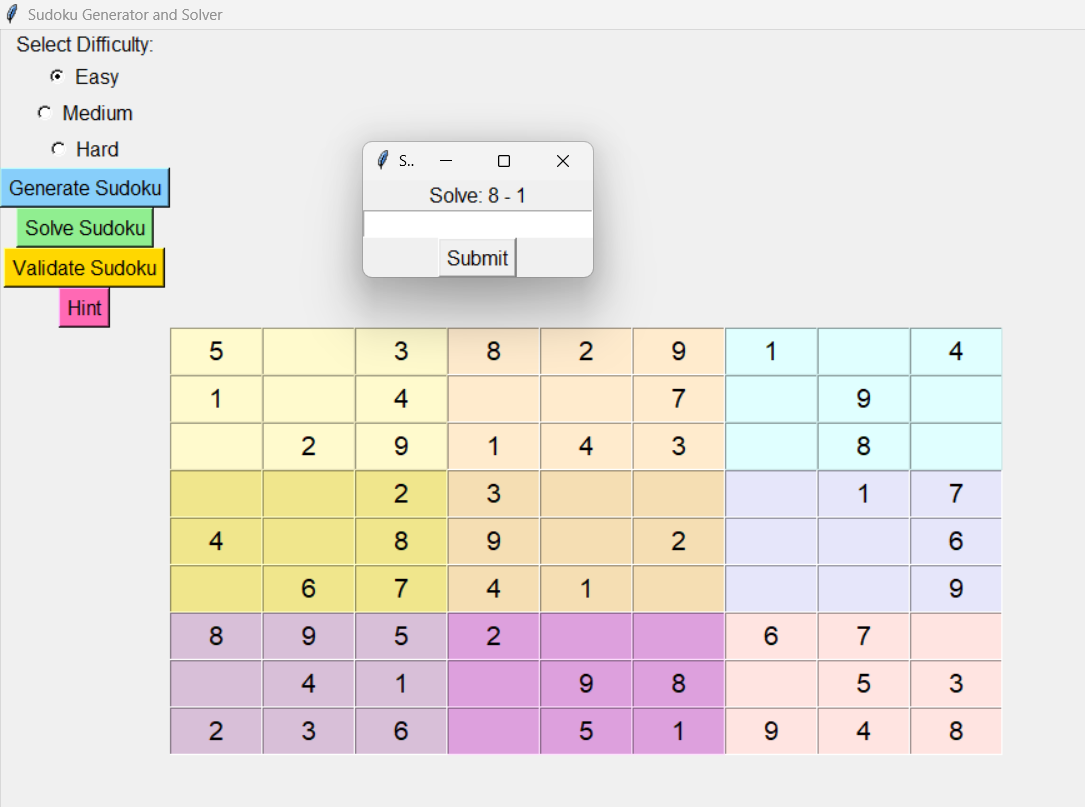 Sudoku Generator and Solver
Select Difficulty:
Easy
Medium
Hard
Generate Sudoku
Solve Sudoku
Validate Sudoku
Hint
S..
Solve: 8 - 1
Submit
5 3 8 2 9 1 4
1 4 7 9
2 9 1 4 3 8
2 3 1 7
4 8 9 2 6
6 7 4 1 9
8 9 5 2 6 7
4 1 9 8 5 3
2 3 6 5 1 9 4 8